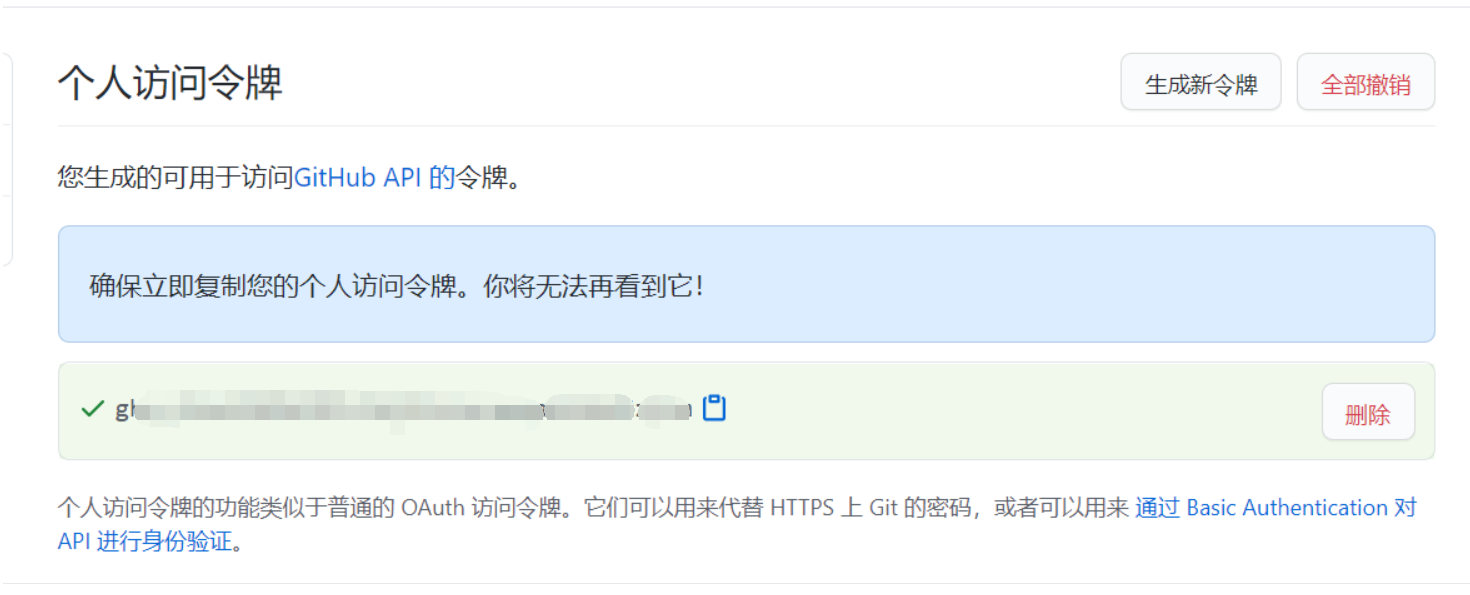 个人访问令牌
生成新令牌
全部撤销
您生成的可用于访问GitHub API 的令牌。
确保立即复制您的个人访问令牌。你将无法再看到它！
删除
个人访问令牌的功能类似于普通的 OAuth 访问令牌。它们可以用来代替 HTTPS 上 Git 的密码，或者可以用来 通过 Basic Authentication 对
API 进行身份验证。